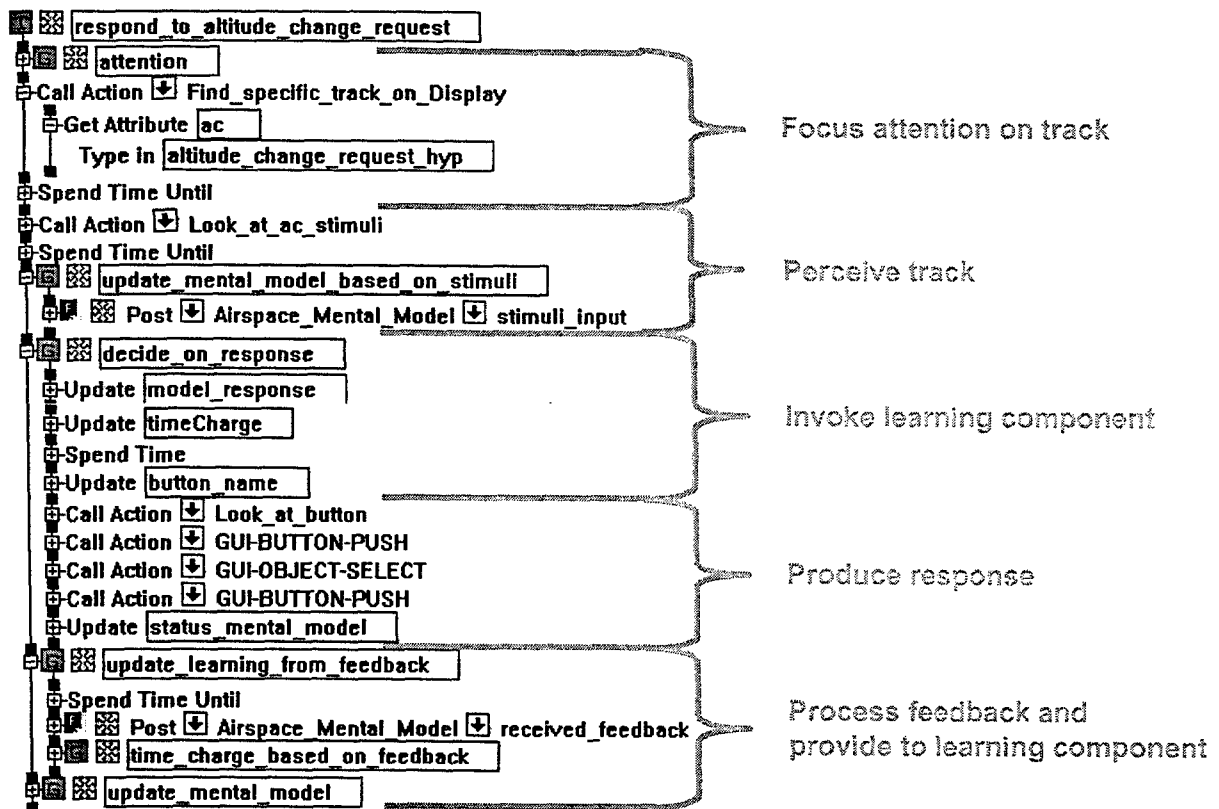 T respond_to_altitude_change_request
G attention
Call Action Find_specific_track_on_Display
Get Attribute ac
Type in altitude_change_request_hyp
Spend Time Until
Call Action Look_at_ac_stimuli
Spend Time Until
G update_mental_model_based_on_stimuli
Post Airspace_Mental_Model stimuli_input
G decide_on_response
Update model_response
Update timeCharge
Spend Time
Update button_name
Call Action Look_at_button
Call Action GUI-BUTTON-PUSH
Call Action GUI-OBJECT-SELECT
Call Action GUI-BUTTON-PUSH
Update status_mental_model
G update_learning_from_feedback
Spend Time Until
Post Airspace_Mental_Model received_feedback
G time_charge_based_on_feedback
G update_mental_model
Focus attention on track
Perceive track
Invoke learning component
Produce response
Process feedback and
provide to learning component